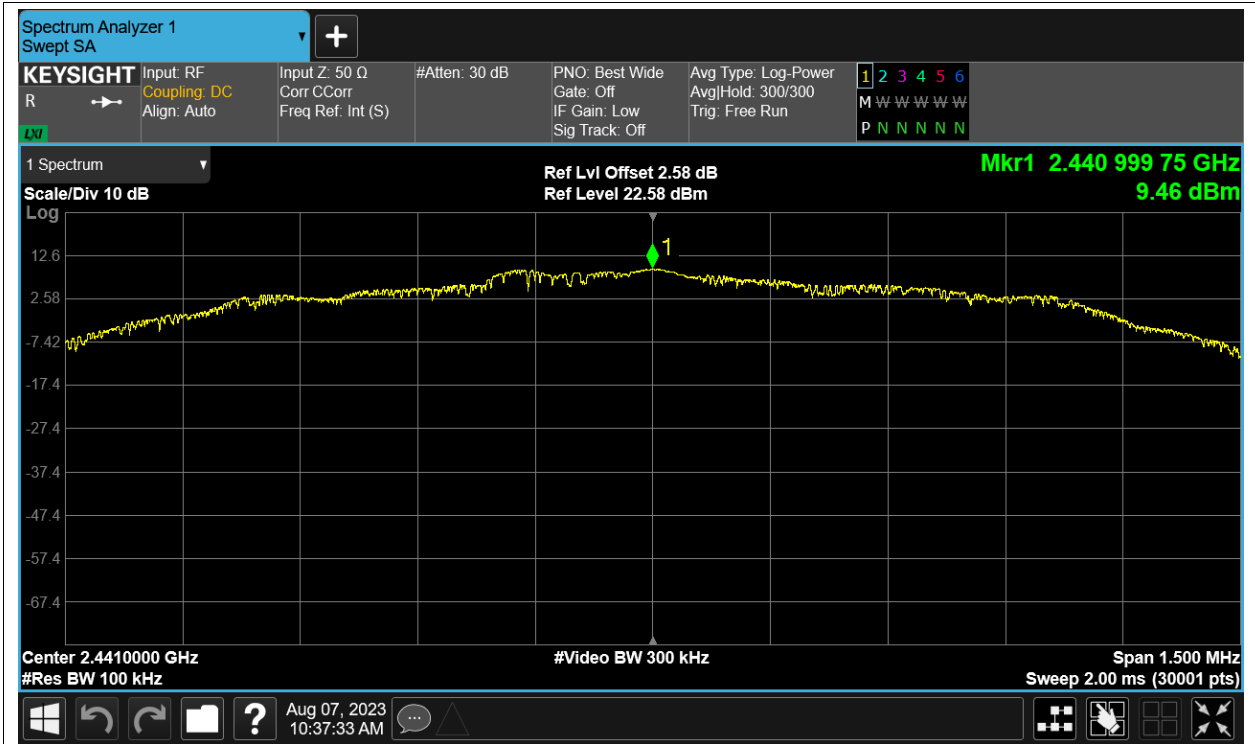 Spectrum Analyzer 1
Swept SA
+
KEYSIGHT
R
LXI
Input: RF
Coupling: DC
Align: Auto
Input Z: 50 Ω
Corr CCorr
Freq Ref: Int (S)
#Atten: 30 dB
PNO: Best Wide
Gate: Off
IF Gain: Low
Sig Track: Off
Avg Type: Log-Power
Avg|Hold: 300/300
Trig: Free Run
1 2 3 4 5 6
M W W W W W
P N N N N N
1 Spectrum
Scale/Div 10 dB
Log
Ref Lvl Offset 2.58 dB
Ref Level 22.58 dBm
Mkr1 2.440 999 75 GHz
9.46 dBm
1
12.6
2.58
-7.42
-17.4
-27.4
-37.4
-47.4
-57.4
-67.4
Center 2.4410000 GHz
#Video BW 300 kHz
Span 1.500 MHz
#Res BW 100 kHz
Sweep 2.00 ms (30001 pts)
?
Aug 07, 2023
10:37:33 AM